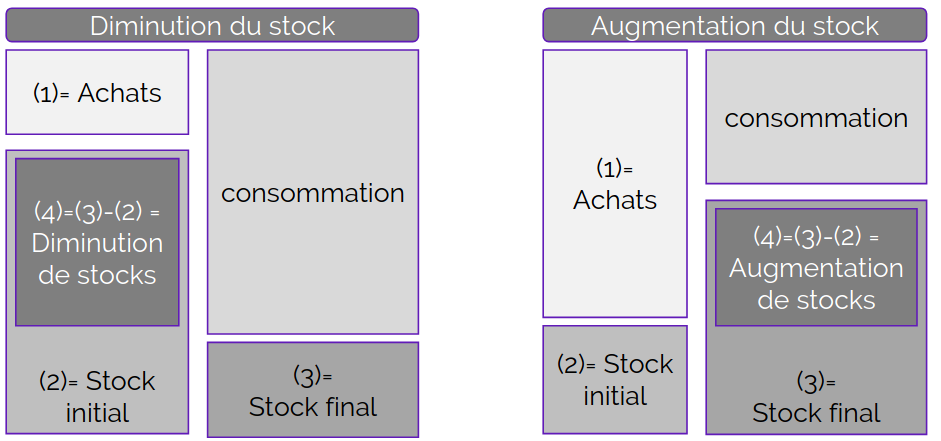 Diminution du stock
(1)= Achats
(4)=(3)-(2) =
Diminution
de stocks
(2)= Stock
initial
consommation
(3)=
Stock final
Augmentation du stock
(1)=
Achats
(2)= Stock
initial
consommation
(4)=(3)-(2) =
Augmentation
de stocks
(3)=
Stock final